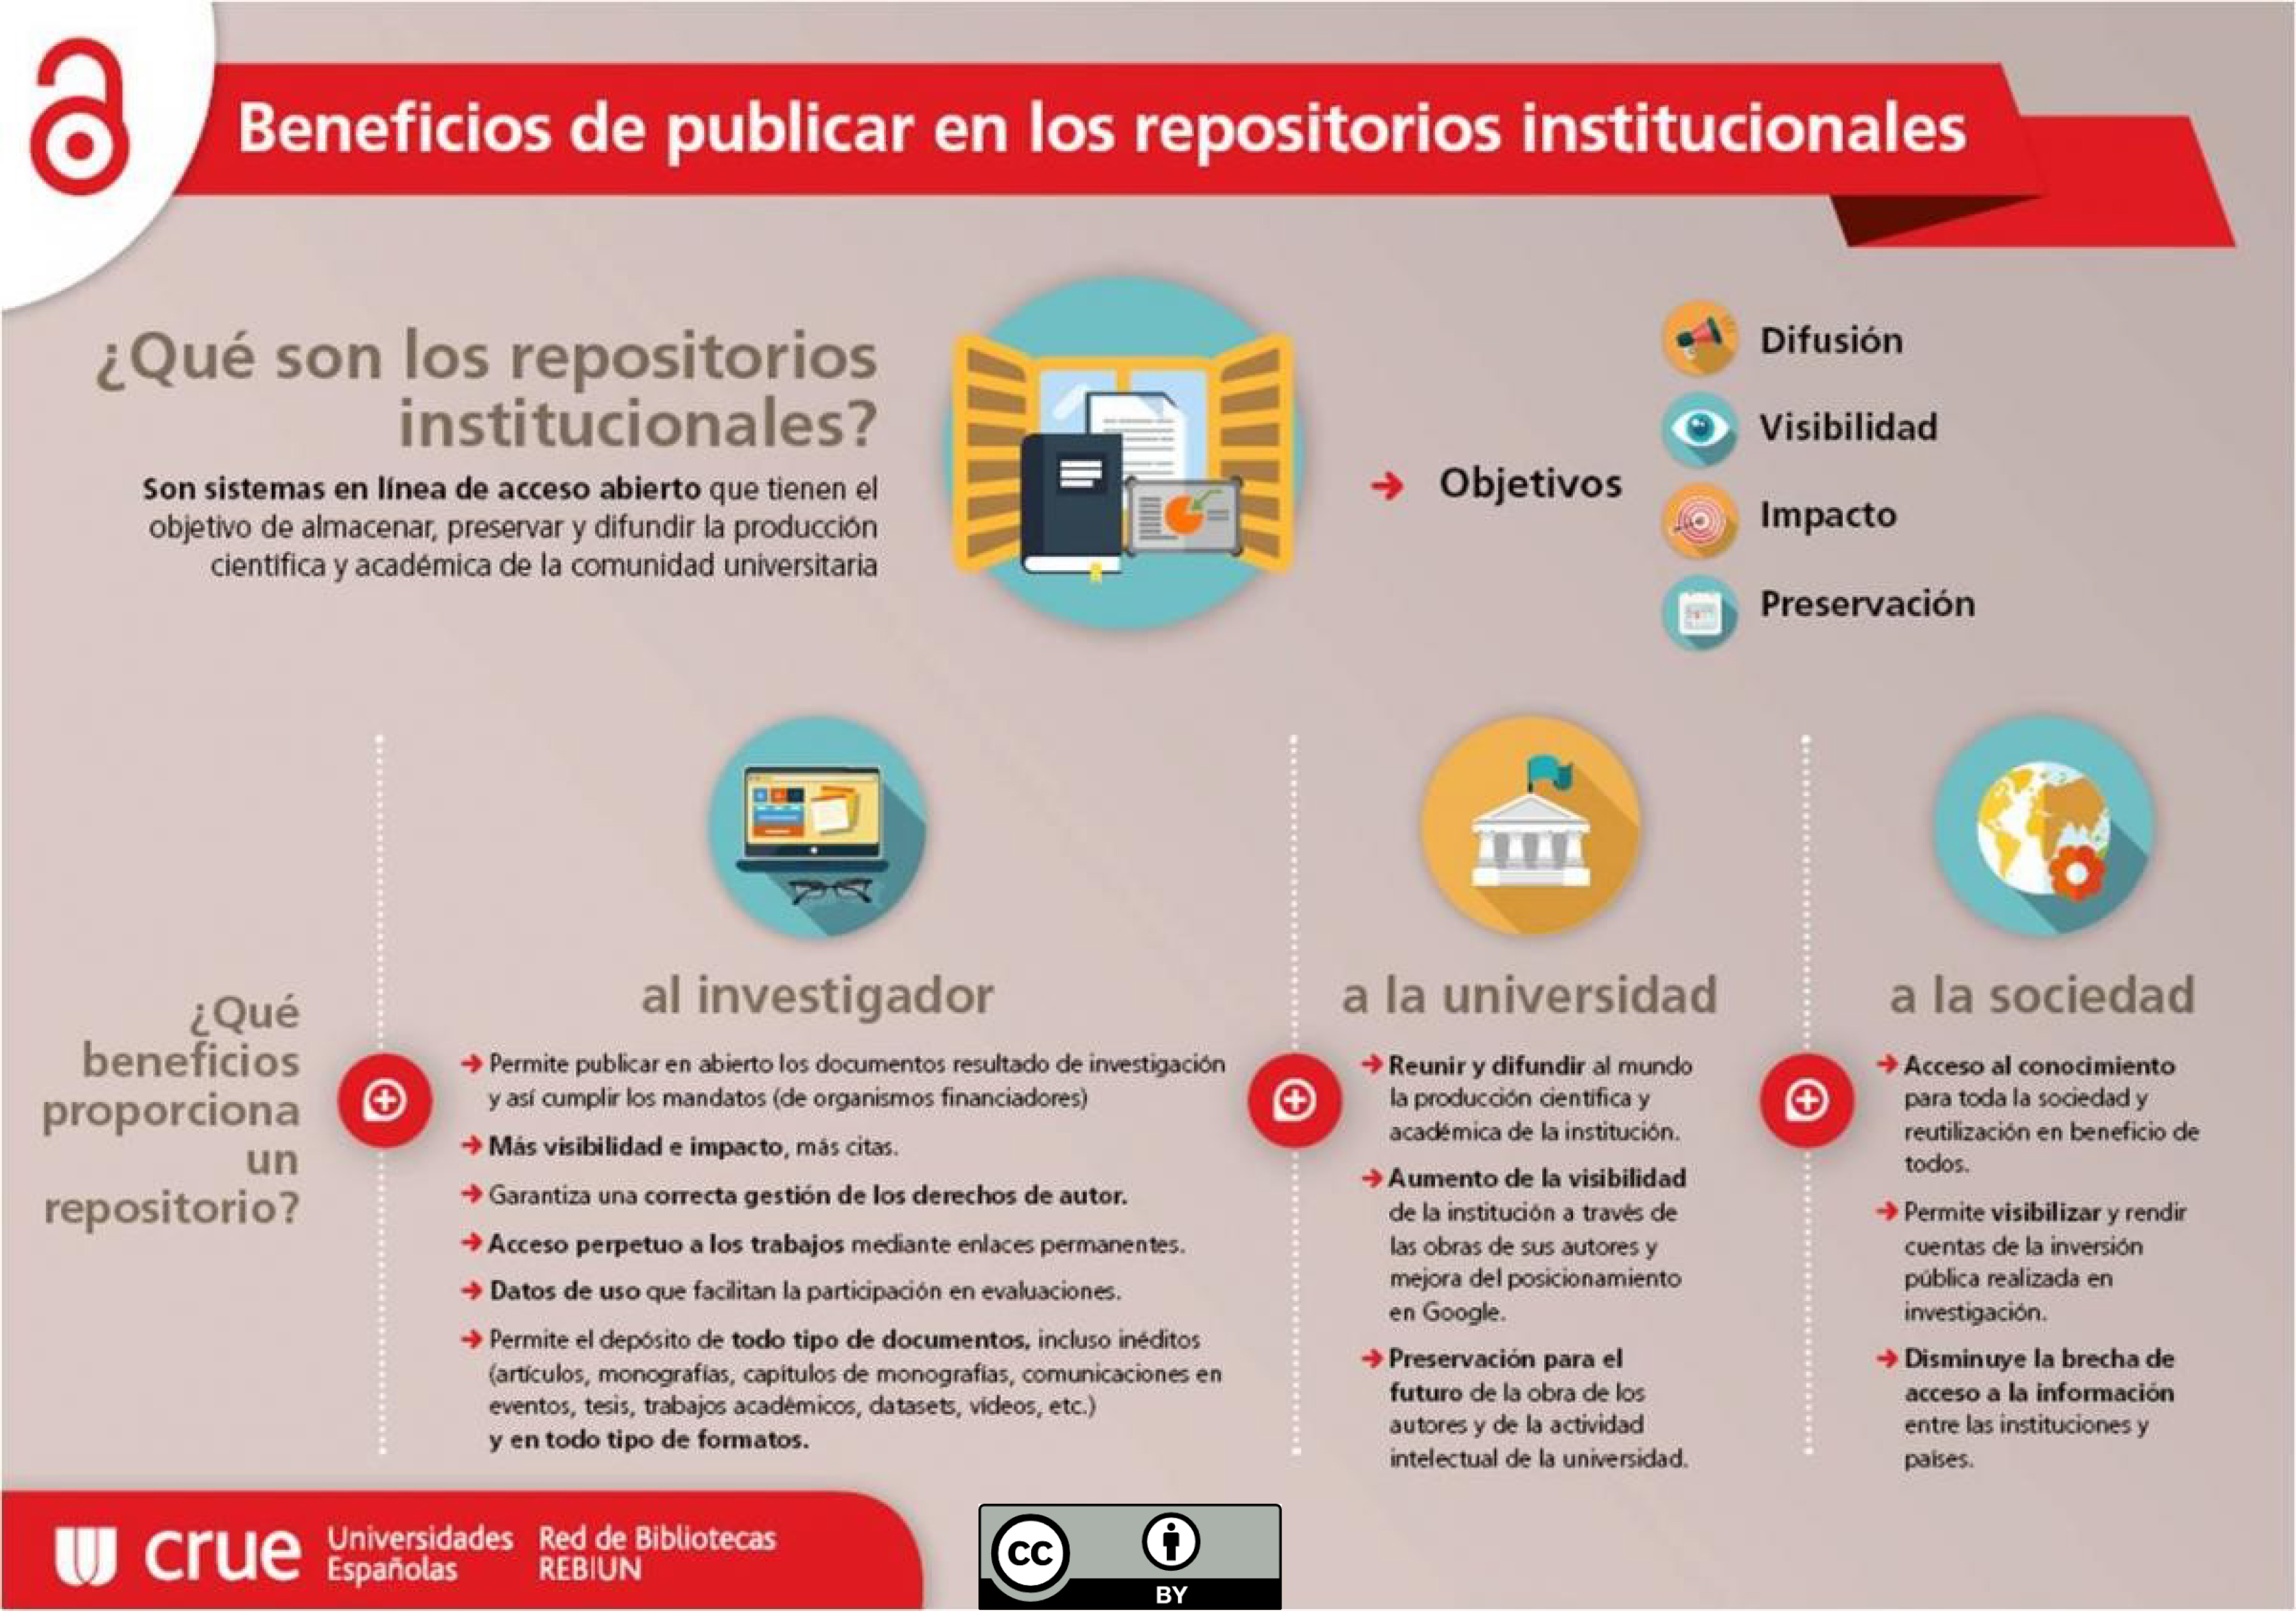 Beneficios de publicar en los repositorios institucionales
¿Qué son los repositorios
institucionales?
Son sistemas en línea de acceso abierto que tienen el
objetivo de almacenar, preservar y difundir la producción
científica y académica de la comunidad universitaria
Objetivos
Difusión
Visibilidad
Impacto
Preservación
¿Qué
beneficios
proporciona
un
repositorio?
al investigador
Permite publicar en abierto los documentos resultado de investigación
y así cumplir los mandatos (de organismos financiadores)
Más visibilidad e impacto, más citas.
Garantiza una correcta gestión de los derechos de autor.
Acceso perpetuo a los trabajos mediante enlaces permanentes.
Datos de uso que facilitan la participación en evaluaciones.
Permite el depósito de todo tipo de documentos, incluso inéditos
(artículos, monografías, capítulos de monografías, comunicaciones en
eventos, tesis, trabajos académicos, datasets, vídeos, etc.)
y en todo tipo de formatos.
a la universidad
Reunir y difundir al mundo
la producción científica y
académica de la institución.
Aumento de la visibilidad
de la institución a través de
las obras de sus autores y
mejora del posicionamiento
en Google.
Preservación para el
futuro de la obra de los
autores y de la actividad
intelectual de la universidad.
a la sociedad
Acceso al conocimiento
para toda la sociedad y
reutilización en beneficio de
todos.
Permite visibilizar y rendir
cuentas de la inversión
pública realizada en
investigación.
Disminuye la brecha de
acceso a la información
entre las instituciones y
países.
crue
Universidades
Españolas
Red de Bibliotecas
REBIUN
cc
BY